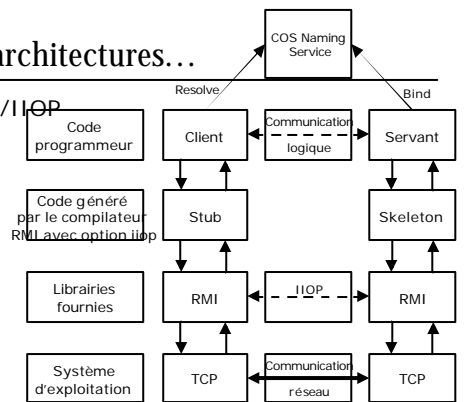 architectures...
COS Naming
Service
Resolve
Bind
/IIOP
Code
programmeur
Client
Communication
logique
Servant
Code généré
par le compilateur
RMI avec option iiop
Stub
Skeleton
Librairies
fournies
RMI
IIOP
RMI
Système
d'exploitation
TCP
Communication
réseau
TCP